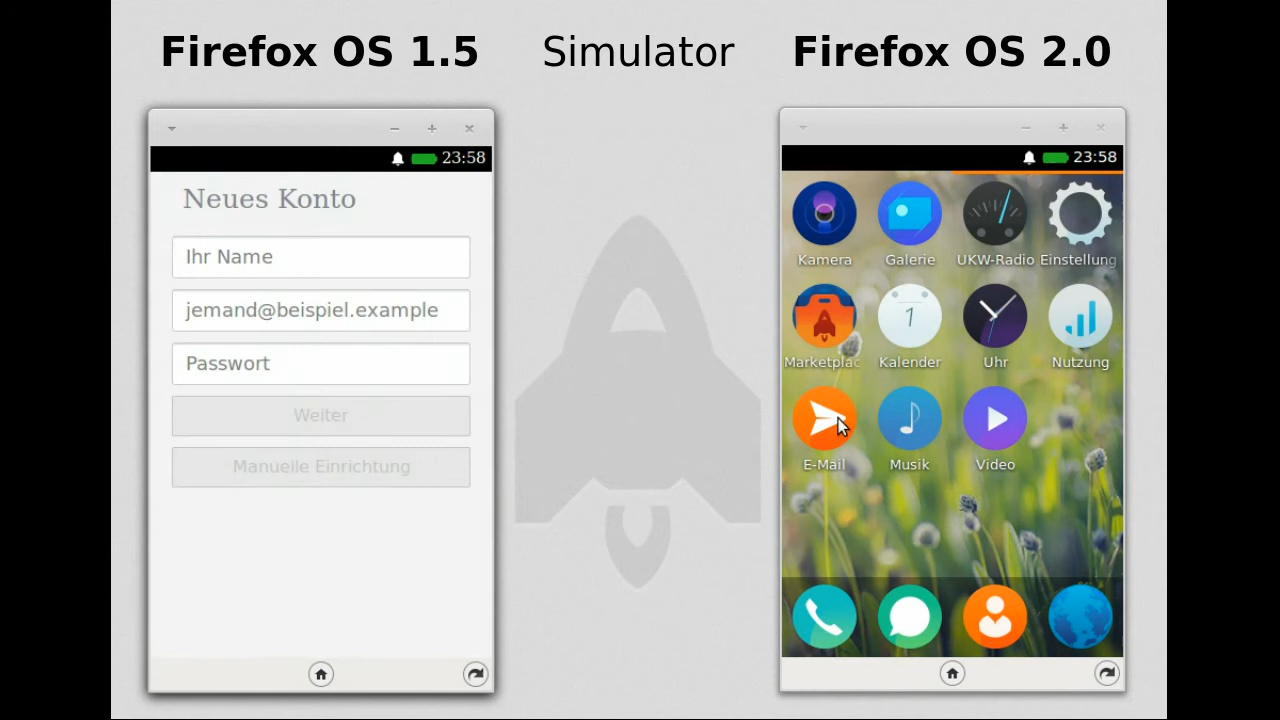 Firefox OS 1.5
Simulator
Firefox OS 2.0
23:58
Neues Konto
Ihr Name
jemand@beispiel.example
Passwort
Weiter
Manuelle Einrichtung
23:58
Kamera
Galerie
UKW-Radio
Einstellung
Marketplac
Kalender
Uhr
Nutzung
E-Mail
Musik
Video
1